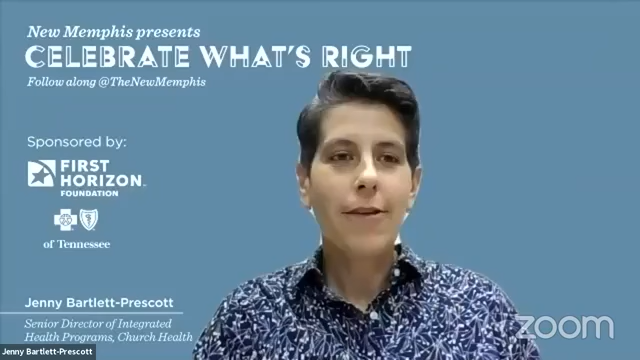 New Memphis presents
CELEBRATE WHAT'S RIGHT
Follow along @TheNewMemphis
Sponsored by:
FIRST
HORIZON
FOUNDATION
of Tennessee
Jenny Bartlett-Prescott
Senior Director of Integrated
Health Programs, Church Health
Jenny Bartlett-Prescott
zoom